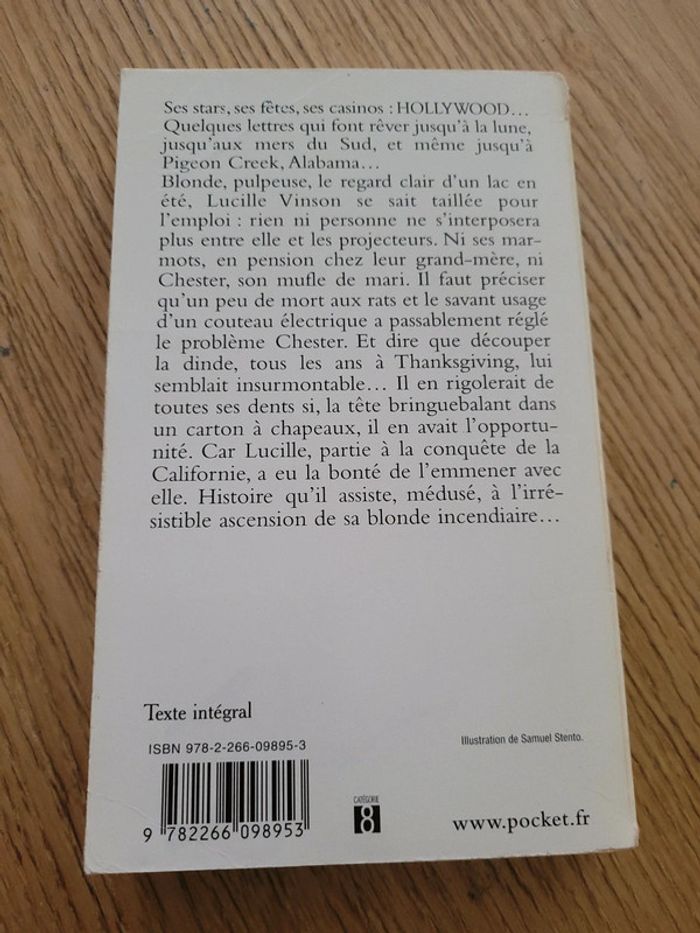 Ses stars, ses fêtes, ses casinos : HOLLYWOOD…
Quelques lettres qui font rêver jusqu'à la lune,
jusqu'aux mers du Sud, et même jusqu'à
Pigeon Creek, Alabama…
Blonde, pulpeuse, le regard clair d'un lac en
été, Lucille Vinson se sait taillée pour
l'emploi : rien ni personne ne s'interposera
plus entre elle et les projecteurs. Ni ses mar-
mots, en pension chez leur grand-mère, ni
Chester, son mufle de mari. Il faut préciser
qu'un peu de mort aux rats et le savant usage
d'un couteau électrique a passablement réglé
le problème Chester. Et dire que découper
la dinde, tous les ans à Thanksgiving, lui
semblait insurmontable… Il en rigolerait de
toutes ses dents si, la tête bringuebalant dans
un carton à chapeaux, il en avait l'opportu-
nité. Car Lucille, partie à la conquête de la
Californie, a eu la bonté de l'emmener avec
elle. Histoire qu'il assiste, médusé, à l'irré-
sistible ascension de sa blonde incendiaire…
Texte intégral
ISBN 978-2-266-09895-3
Illustration de Samuel Stento.
9 782266 098953
CATÉGORIE
8
www.pocket.fr